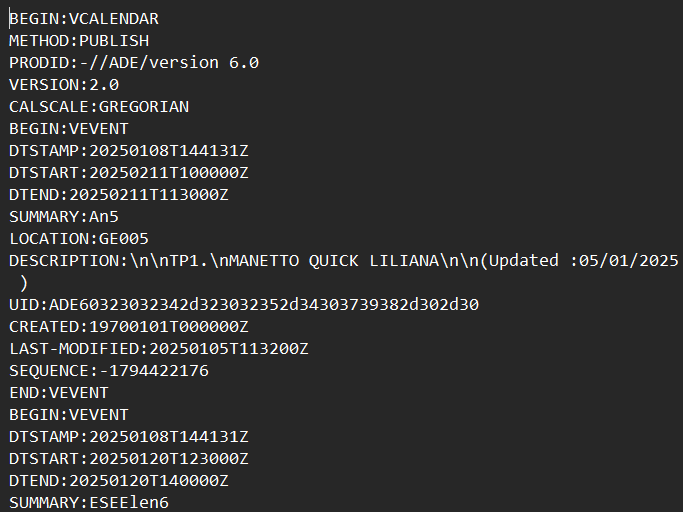 BEGIN:VCALENDAR
METHOD:PUBLISH
PRODID:-//ADE/version 6.0
VERSION:2.0
CALSCALE:GREGORIAN
BEGIN:VEVENT
DTSTAMP:20250108T144131Z
DTSTART:20250211T100000Z
DTEND:20250211T113000Z
SUMMARY:An5
LOCATION:GE005
DESCRIPTION:\n\nTP1.\nMANETTO QUICK LILIANA\n\n(Updated :05/01/2025
 )
UID:ADE60323032342d323032352d34303739382d302d30
CREATED:19700101T000000Z
LAST-MODIFIED:20250105T113200Z
SEQUENCE:-1794422176
END:VEVENT
BEGIN:VEVENT
DTSTAMP:20250108T144131Z
DTSTART:20250120T123000Z
DTEND:20250120T140000Z
SUMMARY:ESEElen6